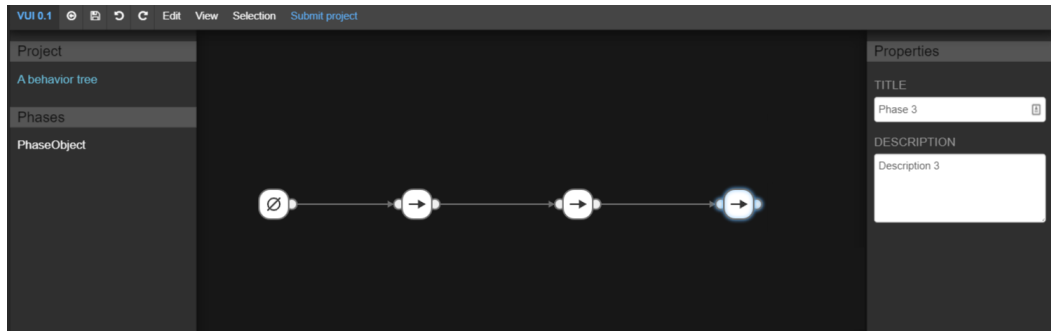 VUI 0.1 Edit View Selection Submit project
Project
A behavior tree
Phases
PhaseObject
Properties
TITLE
Phase 3
DESCRIPTION
Description 3